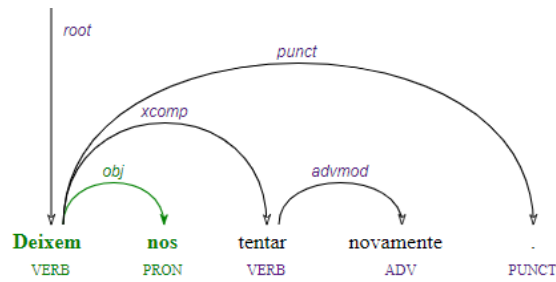 root
punct
xcomp
obj advmod
Deixem nos tentar novamente .
VERB PRON VERB ADV PUNCT